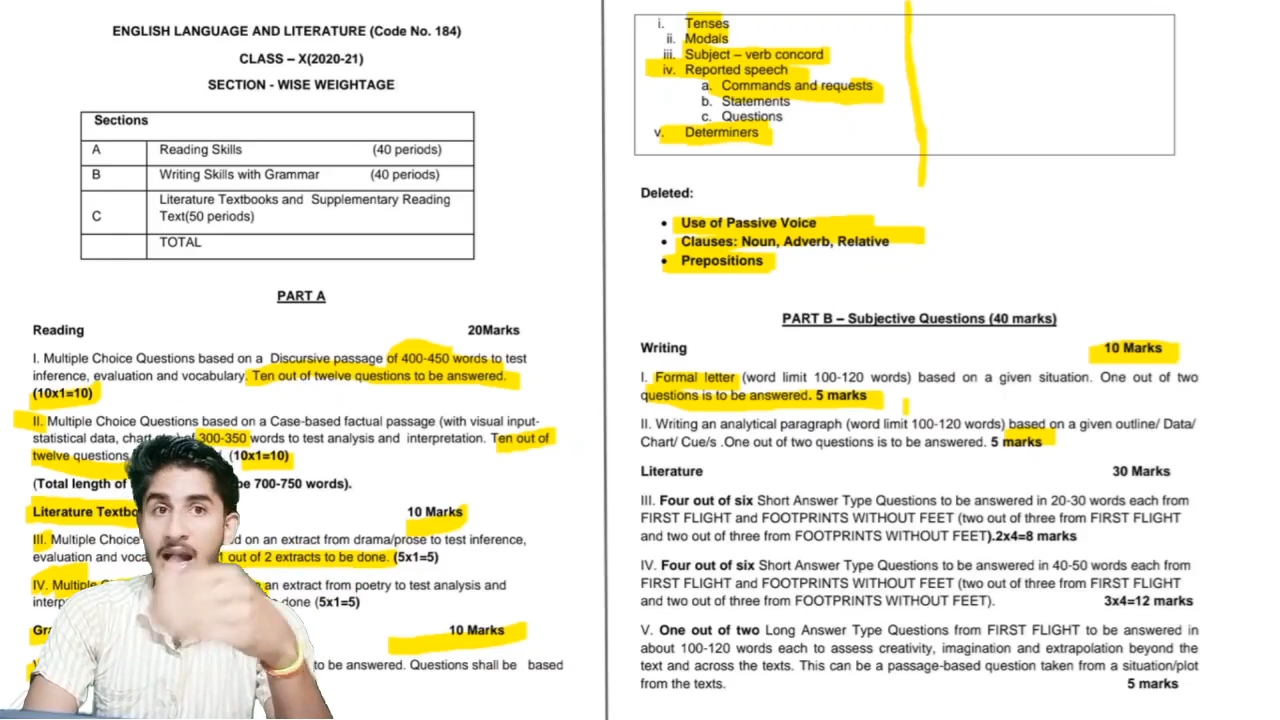 ENGLISH LANGUAGE AND LITERATURE (Code No. 184)
CLASS – X(2020-21)
SECTION - WISE WEIGHTAGE
Sections
A Reading Skills (40 periods)
B Writing Skills with Grammar (40 periods)
C Literature Textbooks and Supplementary Reading
Text(50 periods)
TOTAL
PART A
Reading 20Marks
I. Multiple Choice Questions based on a Discursive passage of 400-450 words to test
inference, evaluation and vocabulary. Ten out of twelve questions to be answered.
(10x1=10)
II. Multiple Choice Questions based on a Case-based factual passage (with visual input-
statistical data, chart of 300-350 words to test analysis and interpretation. Ten out of
twelve questions (10x1=10)
(Total length of be 700-750 words).
Literature 10 Marks
III. Multiple Choice on an extract from drama/prose to test inference,
evaluation and 1 out of 2 extracts to be done. (5x1=5)
IV. Multiple an extract from poetry to test analysis and
done (5x1=5)
10 Marks
to be answered. Questions shall be based
i. Tenses
ii. Modals
iii. Subject – verb concord
iv. Reported speech
a. Commands and requests
b. Statements
c. Questions
v. Determiners
Deleted:
• Use of Passive Voice
• Clauses: Noun, Adverb, Relative
• Prepositions
PART B – Subjective Questions (40 marks)
Writing 10 Marks
I. Formal letter (word limit 100-120 words) based on a given situation. One out of two
questions is to be answered. 5 marks
II. Writing an analytical paragraph (word limit 100-120 words) based on a given outline/ Data/
Chart/ Cue/s .One out of two questions is to be answered. 5 marks
Literature 30 Marks
III. Four out of six Short Answer Type Questions to be answered in 20-30 words each from
FIRST FLIGHT and FOOTPRINTS WITHOUT FEET (two out of three from FIRST FLIGHT
and two out of three from FOOTPRINTS WITHOUT FEET).2x4=8 marks
IV. Four out of six Short Answer Type Questions to be answered in 40-50 words each from
FIRST FLIGHT and FOOTPRINTS WITHOUT FEET (two out of three from FIRST FLIGHT
and two out of three from FOOTPRINTS WITHOUT FEET). 3x4=12 marks
V. One out of two Long Answer Type Questions from FIRST FLIGHT to be answered in
about 100-120 words each to assess creativity, imagination and extrapolation beyond the
text and across the texts. This can be a passage-based question taken from a situation/plot
from the texts. 5 marks